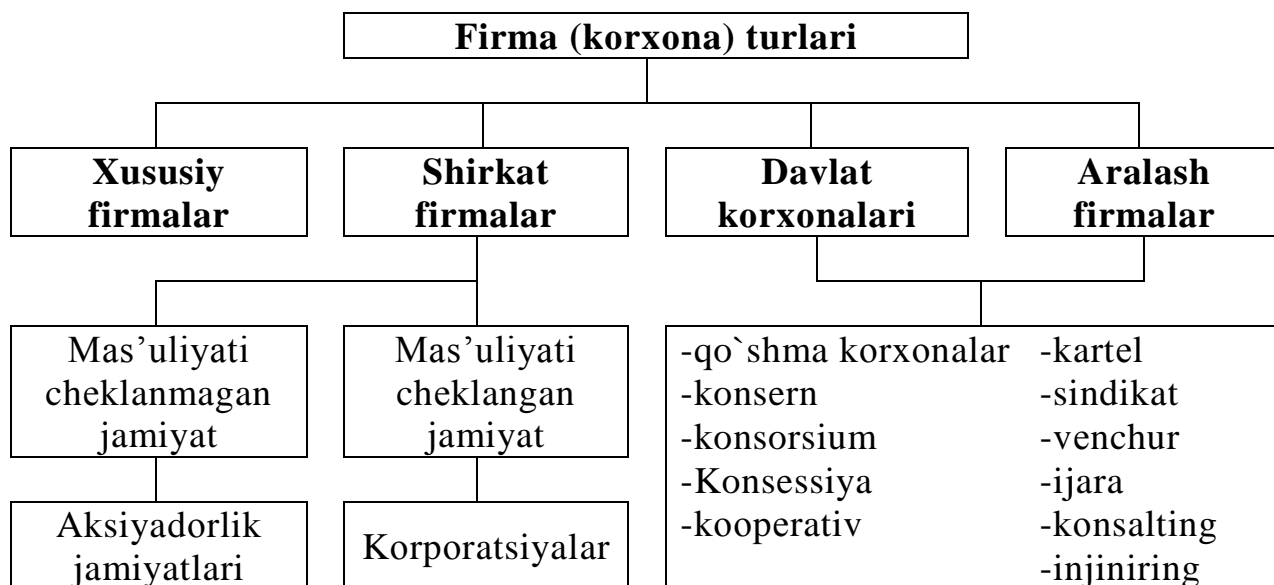 Firma (korxona) turlari
Xususiy
firmalar
Shirkat
firmalar
Davlat
korxonalari
Aralash
firmalar
Mas’uliyati
cheklanmagan
jamiyat
Mas’uliyati
cheklangan
jamiyat
-qo`shma korxonalar
-konsern
-konsorsium
-Konsessiya
-kooperativ
-kartel
-sindikat
-venchur
-ijara
-konsalting
-injiniring
Aksiyadorlik
jamiyatlari
Korporatsiyalar